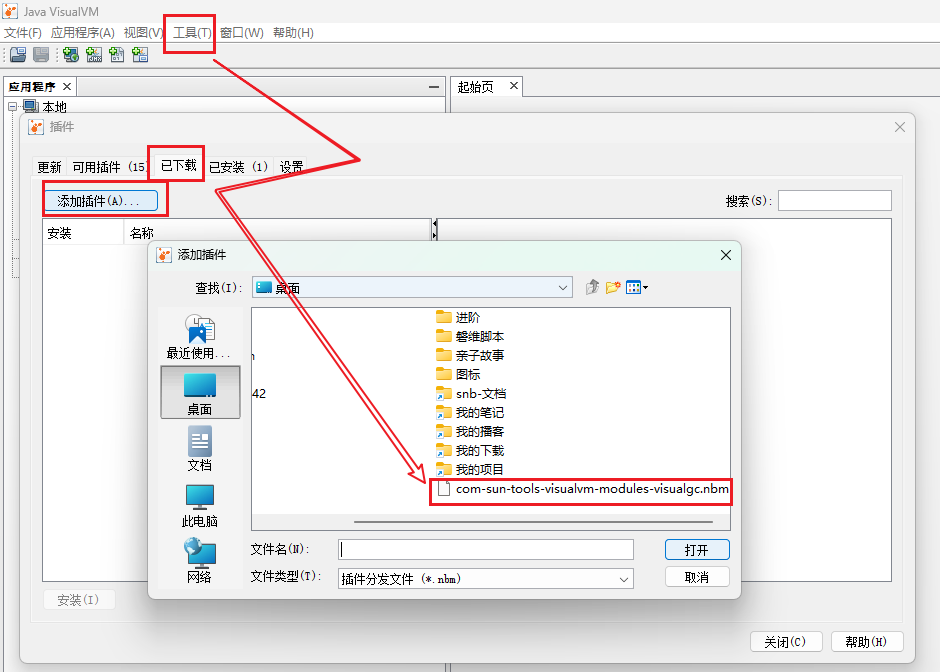 Java VisualVM
文件(F) 应用程序(A) 视图(V) 工具(T) 窗口(W) 帮助(H)
应用程序
起始页
本地
插件
更新 可用插件 (15) 已下载 已安装 (1) 设置
添加插件(A)...
搜索(S):
安装 名称
添加插件
查找(I): 桌面
最近使用...
桌面
文档
此电脑
网络
42
进阶
磐维脚本
亲子故事
图标
snb-文档
我的笔记
我的播客
我的下载
我的项目
com-sun-tools-visualvm-modules-visualgc.nbm
文件名(N):
打开
文件类型(T): 插件分发文件 (*.nbm)
取消
安装(I)
关闭(C) 帮助(H)